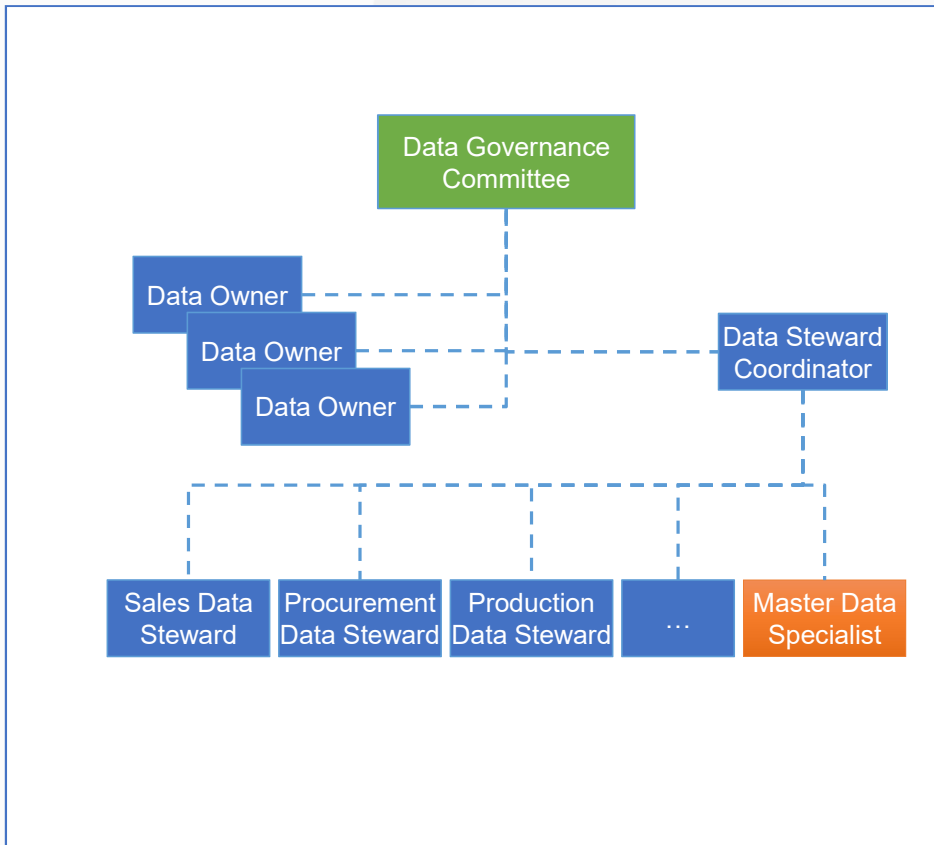 Data Governance
Committee
Data Owner
Data Owner
Data Owner
Data Steward
Coordinator
Sales Data
Steward
Procurement
Data Steward
Production
Data Steward
…
Master Data
Specialist